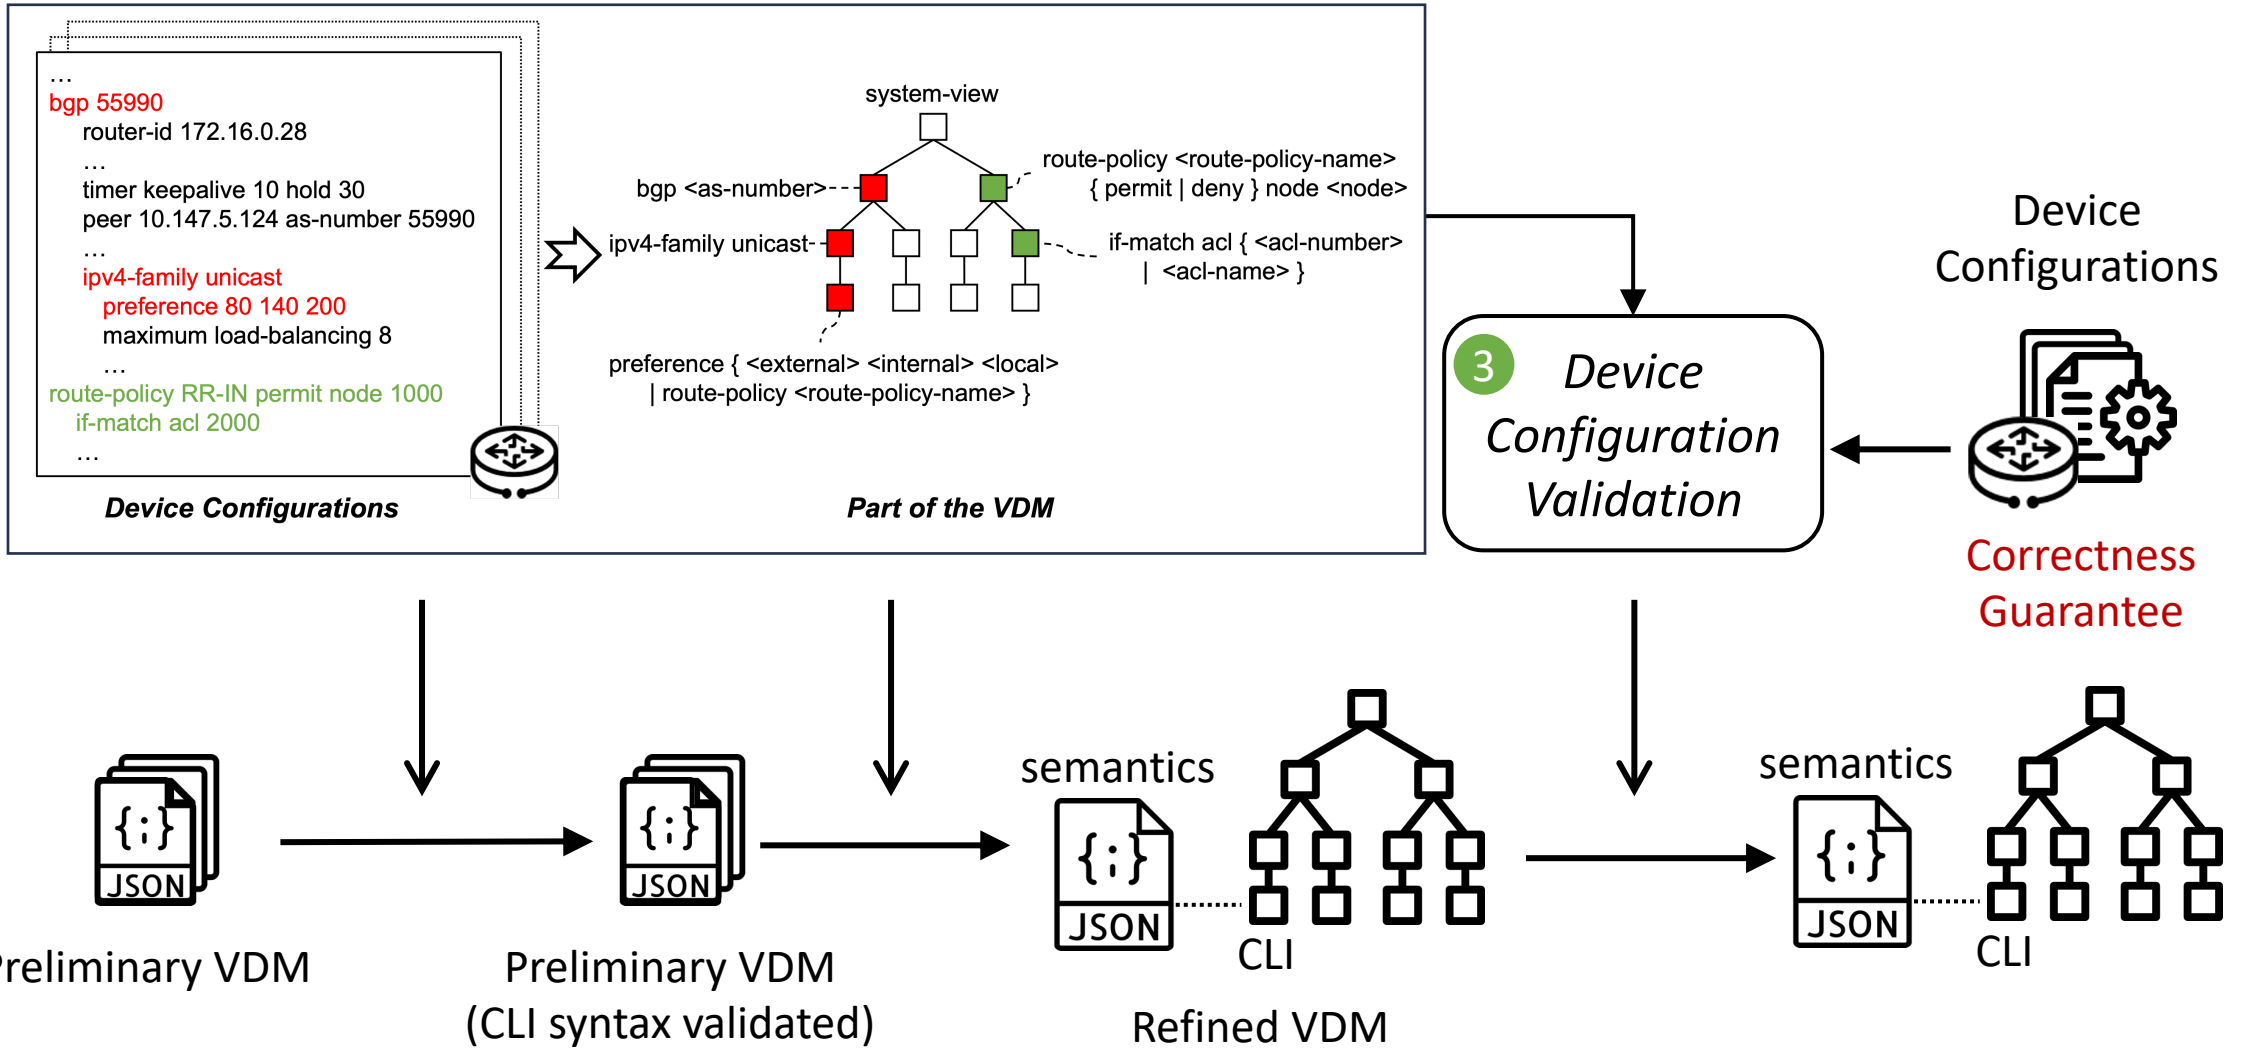 ...
bgp 55990
router-id 172.16.0.28
...
timer keepalive 10 hold 30
peer 10.147.5.124 as-number 55990
...
ipv4-family unicast
preference 80 140 200
maximum load-balancing 8
...
route-policy RR-IN permit node 1000
if-match acl 2000
...
Device Configurations
system-view
bgp <as-number>
route-policy <route-policy-name>
{ permit | deny } node <node>
ipv4-family unicast
if-match acl { <acl-number>
| <acl-name> }
preference { <external> <internal> <local>
| route-policy <route-policy-name> }
Part of the VDM
3
Device
Configuration
Validation
Device
Configurations
Correctness
Guarantee
{;}
JSON
Preliminary VDM
{;}
JSON
Preliminary VDM
(CLI syntax validated)
semantics
{;}
JSON
CLI
Refined VDM
semantics
{;}
JSON
CLI